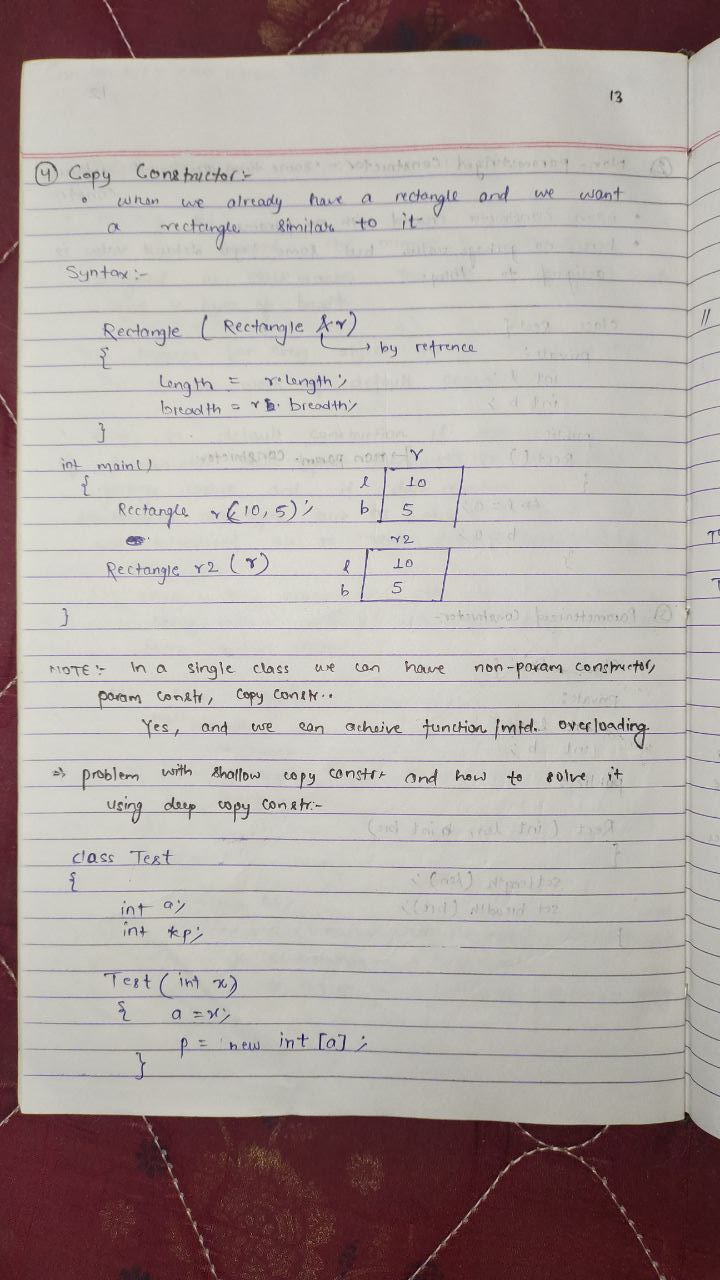 13
④ Copy Constructor:-
• when we already have a rectangle and we want
a rectangle similar to it.
Syntax:-
Rectangle ( Rectangle &r)
{ → by refrence
length = r.length;
breadth = r. breadth;
}
int main()
{
Rectangle r(10, 5);
Rectangle r2 (r)
}
r
l 10
b 5
r2
l 10
b 5
NOTE:- In a single class we can have non-param constructor,
param constr, copy constr..
Yes, and we can acheive function/mtd. overloading.
⇒ problem with shallow copy constr and how to solve it
using deep copy constr:-
class Test
{
int a;
int *p;
Test ( int x)
{ a = x;
p = new int [a] ;
}
//